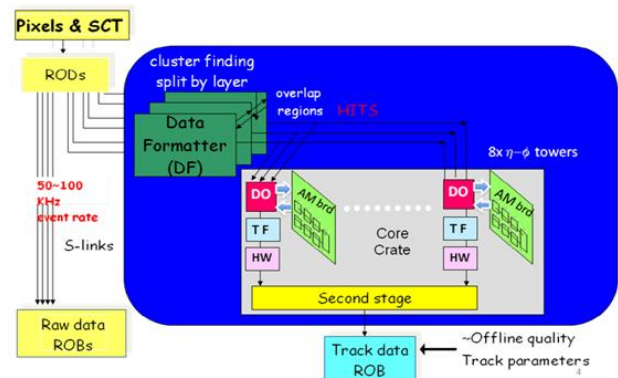 Pixels & SCT
RODs
cluster finding
split by layer
overlap
regions
HITS
Data
Formatter
(DF)
8x η-φ towers
50~100
KHz
event rate
S-links
DO
AM brd
DO
AM brd
TF
Core
Crate
TF
HW
HW
Second stage
Raw data
ROBs
Track data
ROB
~Offline quality
Track parameters
4